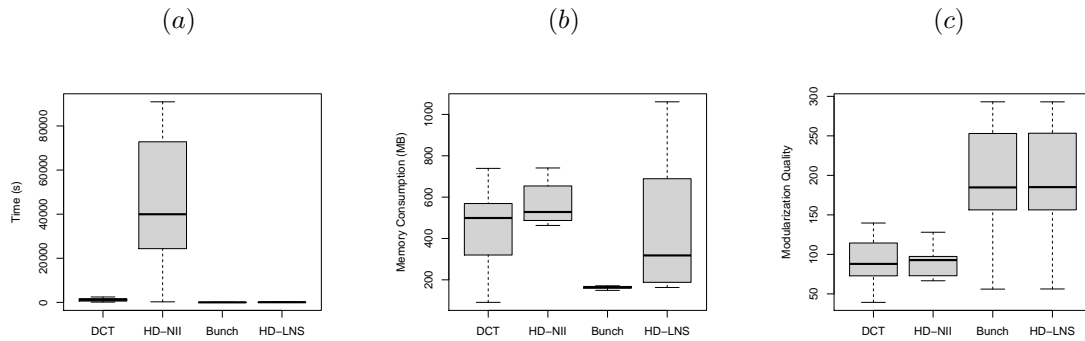 (a)
(b)
(c)
Time (s)
80000
60000
40000
20000
0
DCT HD−NII Bunch HD−LNS
Memory Consumption (MB)
1000
800
600
400
200
DCT HD−NII Bunch HD−LNS
Modularization Quality
300
250
200
150
100
50
DCT HD−NII Bunch HD−LNS